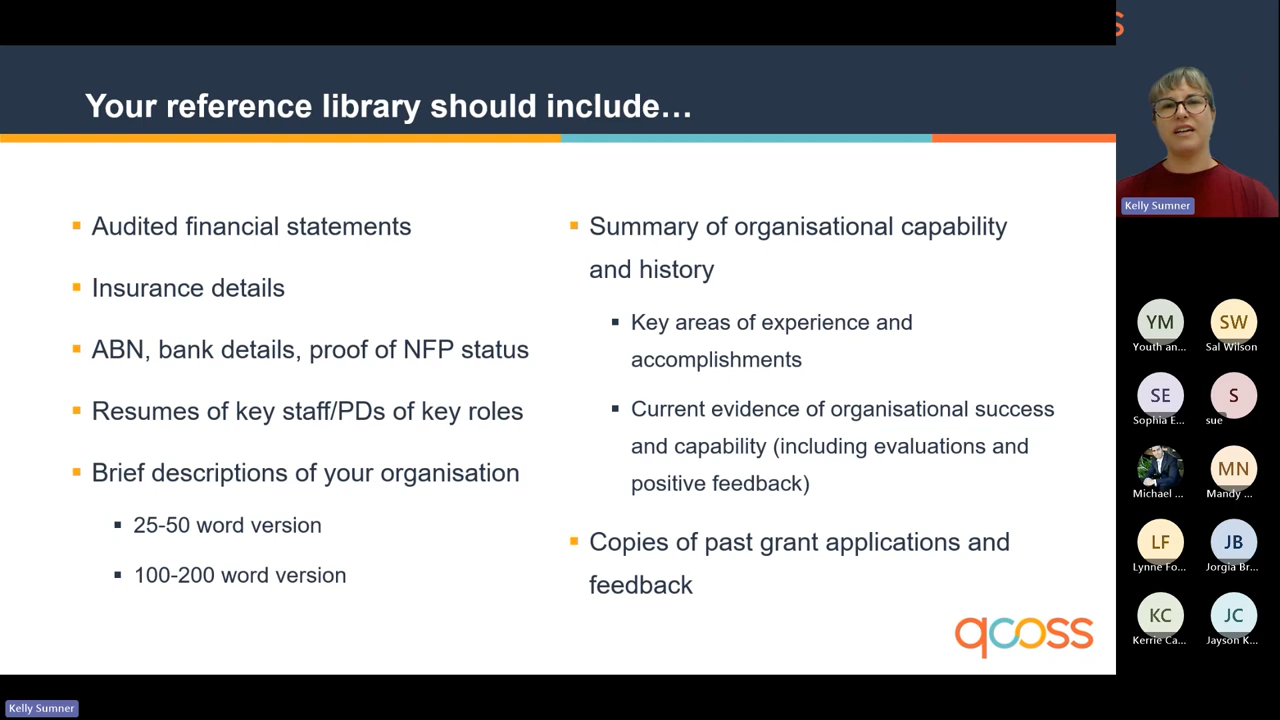 Your reference library should include…
Audited financial statements
Insurance details
ABN, bank details, proof of NFP status
Resumes of key staff/PDs of key roles
Brief descriptions of your organisation
25-50 word version
100-200 word version
Summary of organisational capability
and history
Key areas of experience and
accomplishments
Current evidence of organisational success
and capability (including evaluations and
positive feedback)
Copies of past grant applications and
feedback
qcoss
s
Kelly Sumner
YM
Youth an...
SW
Sal Wilson
SE
Sophia E...
S
sue
Michael ...
MN
Mandy ...
LF
Lynne Fo...
JB
Jorgia Br...
KC
Kerrie Ca...
JC
Jayson K...
Kelly Sumner